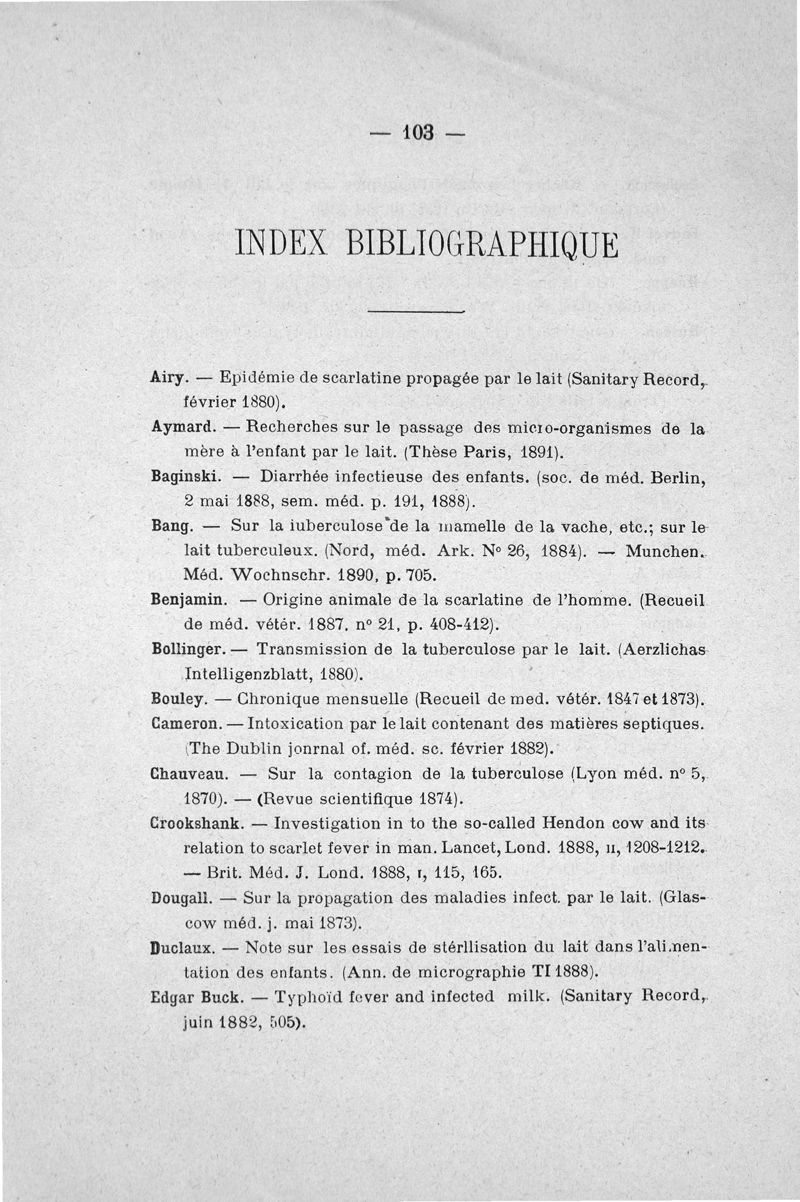 — 103 —
INDEX BIBLIOGRAPHIQUE
Airy. — Epidémie de scarlatine propagée par le lait (Sanitary Record,
février 1880).
Aymard. — Recherches sur le passage des micro-organismes de la
mère à l'enfant par le lait. (Thèse Paris, 1891).
Baginski. — Diarrhée infectieuse des enfants. (soc. de méd. Berlin,
2 mai 1888, sem. méd. p. 191, 1888).
Bang. — Sur la iuberculose de la mamelle de la vache, etc.; sur le
lait tuberculeux. (Nord, méd. Ark. Nº 26, 1884). — Munchen.
Méd. Wochnschr. 1890, p. 705.
Benjamin. — Origine animale de la scarlatine de l'homme. (Recueil
de méd. vétér. 1887, nº 21, p. 408-412).
Bollinger. — Transmission de la tuberculose par le lait. (Aerzlichas
Intelligenzblatt, 1880).
Bouley. — Chronique mensuelle (Recueil de med. vétér. 1847 et 1873).
Cameron. — Intoxication par le lait contenant des matières septiques.
(The Dublin jonrnal of. méd. sc. février 1882).
Chauveau. — Sur la contagion de la tuberculose (Lyon méd. nº 5,
1870). — (Revue scientifique 1874).
Crookshank. — Investigation in to the so-called Hendon cow and its
relation to scarlet fever in man. Lancet, Lond. 1888, II, 1208-1212.
— Brit. Méd. J. Lond. 1888, I, 115, 165.
Dougall. — Sur la propagation des maladies infect. par le lait. (Glas-
cow méd. j. mai 1873).
Duclaux. — Note sur les essais de stérllisation du lait dans l'alimen-
tation des enfants. (Ann. de micrographie TI 1888).
Edgar Buck. — Typhoïd fever and infected milk. (Sanitary Record,
juin 1882, 505).